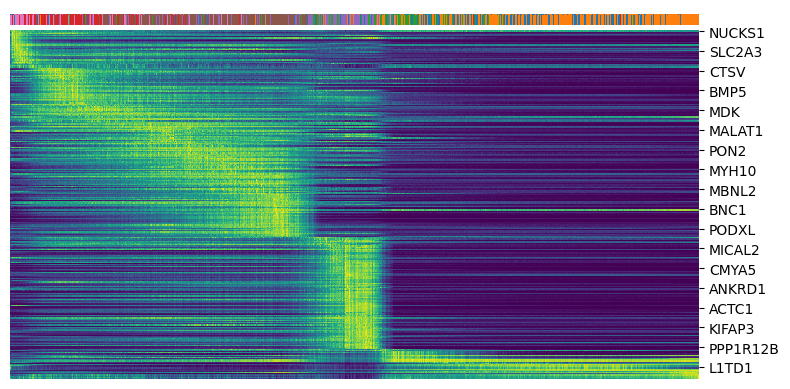 NUCKS1
SLC2A3
CTSV
BMP5
MDK
MALAT1
PON2
MYH10
MBNL2
BNC1
PODXL
MICAL2
CMYA5
ANKRD1
ACTC1
KIFAP3
PPP1R12B
L1TD1